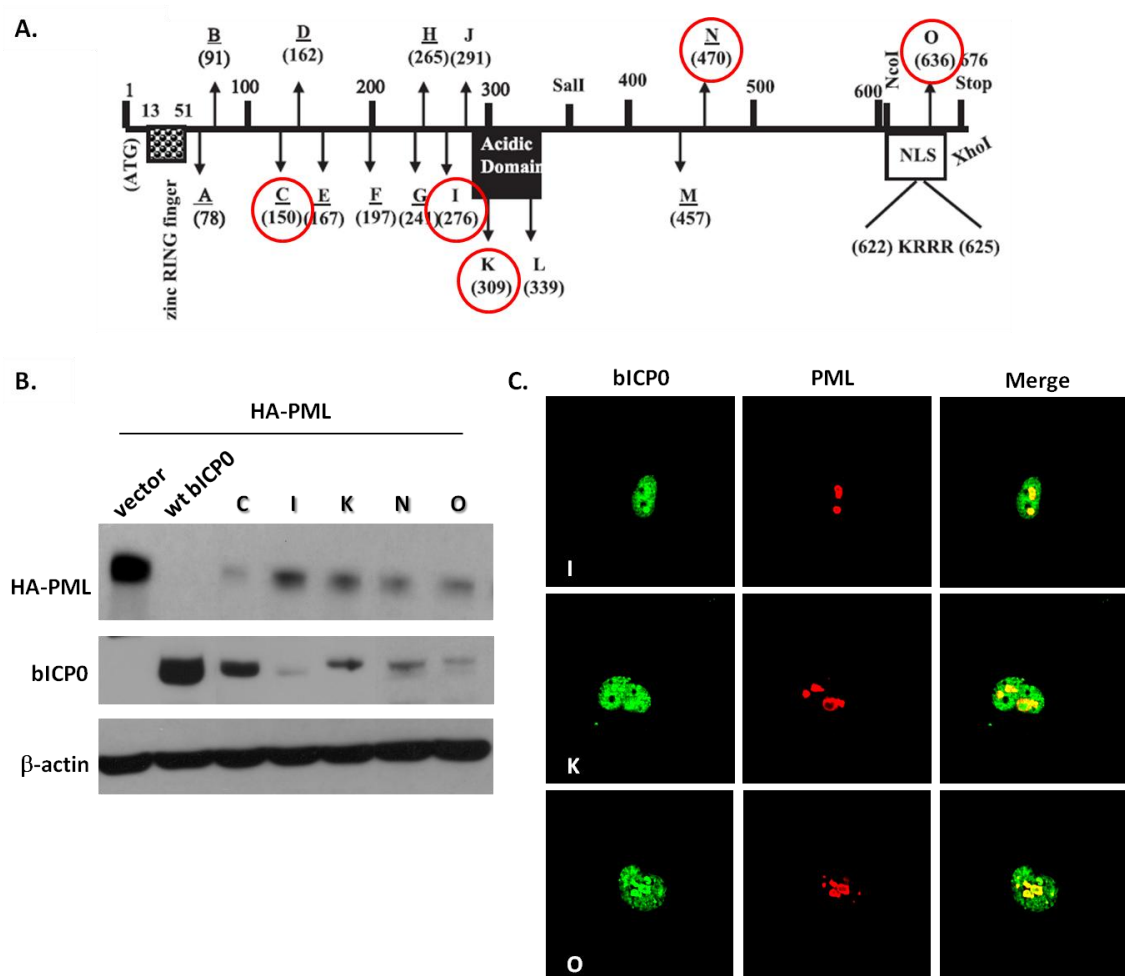 A.
B D H J N O
(91) (162) (265) (291) (470) (636) 676
1 13 51 100 200 300 SalI 400 500 600 NcoI Stop
(ATG) zinc RING finger Acidic NLS XhoI
Domain
A C E F G I M
(78) (150) (167) (197) (241) (276) (457)
(622) KRRR (625)
K L
(309) (339)
B.
HA-PML
vector wt bICP0 C I K N O
HA-PML
bICP0
β-actin
C.
bICP0 PML Merge
I
K
O